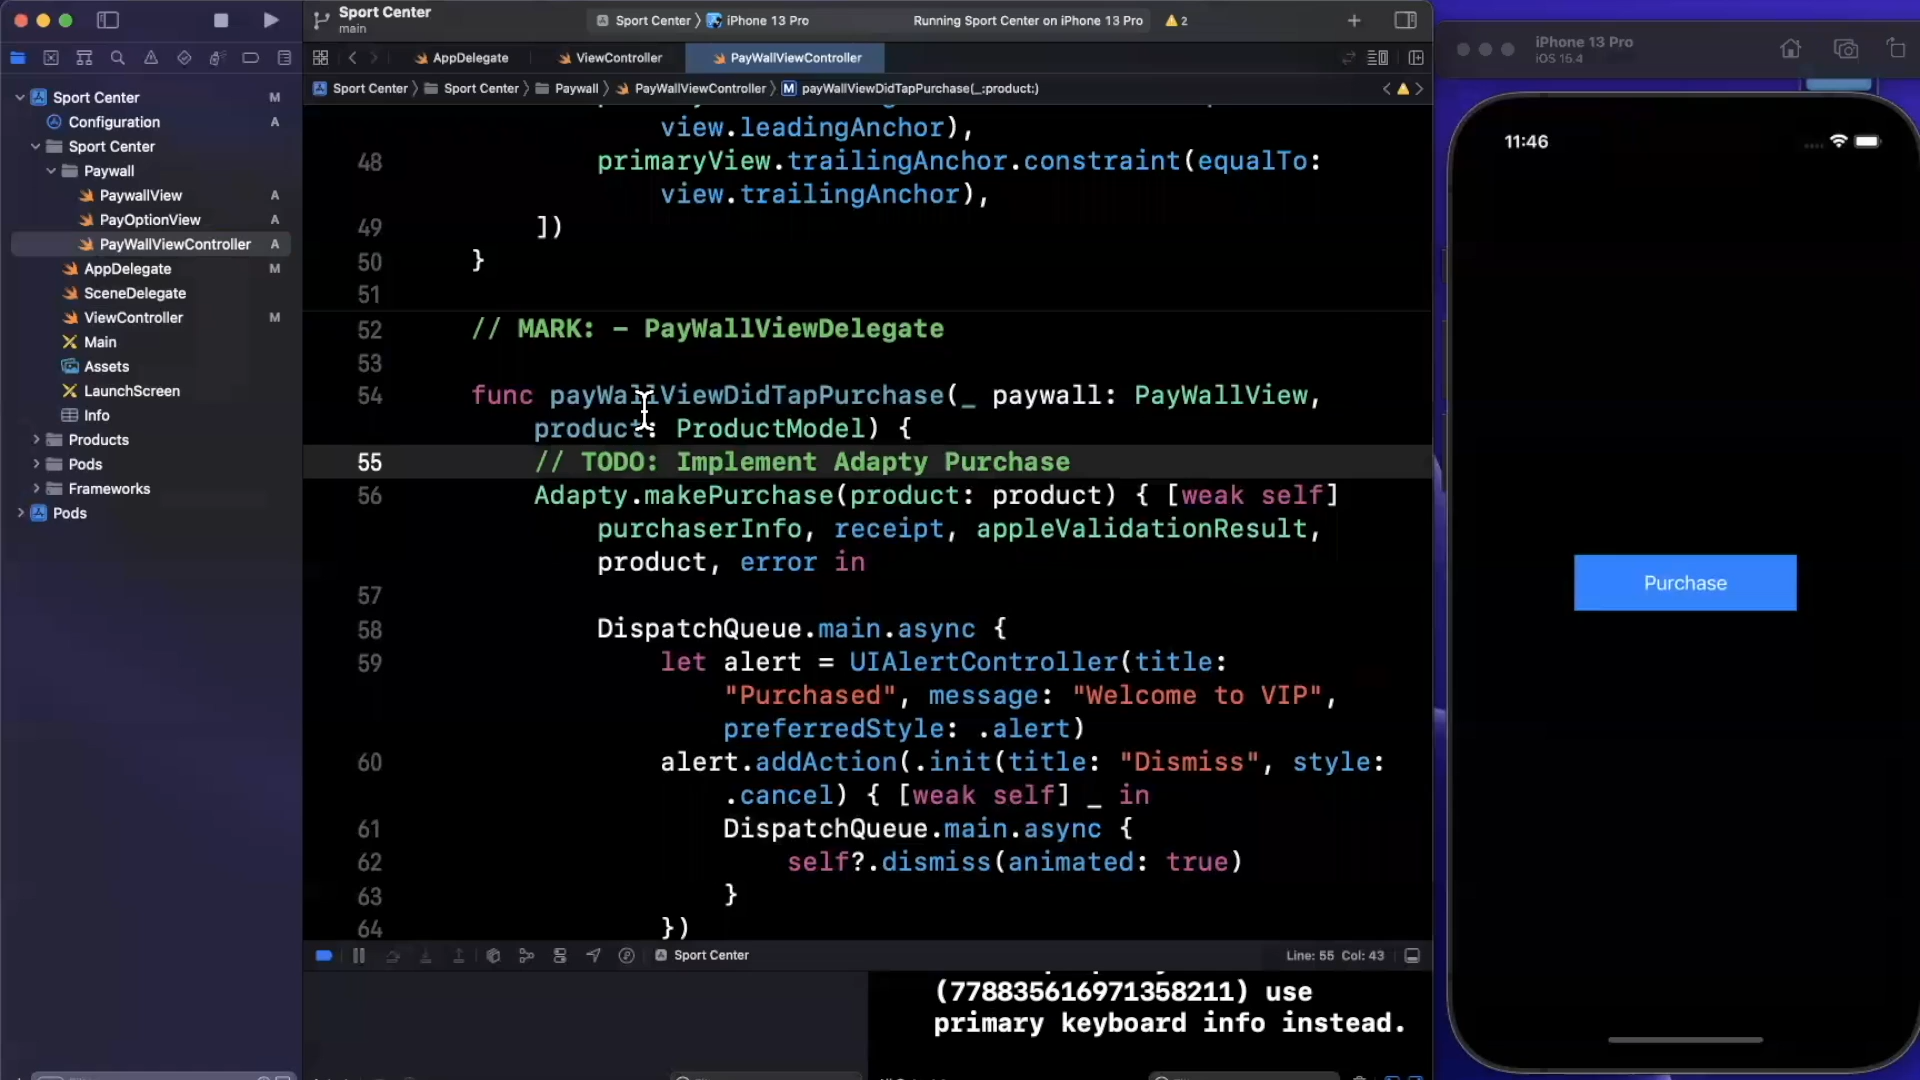 Sport Center
main
Sport Center
iPhone 13 Pro
Running Sport Center on iPhone 13 Pro
2
AppDelegate
ViewController
PayWallViewController
Sport Center
Sport Center
Paywall
PayWallViewController
M
payWallViewDidTapPurchase(_:product:)
Sport Center M
Configuration A
Sport Center
Paywall
PaywallView A
PayOptionView A
PayWallViewController A
AppDelegate M
SceneDelegate
ViewController M
Main
Assets
LaunchScreen
Info
Products
Pods
Frameworks
Pods
view.leadingAnchor),
48 primaryView.trailingAnchor.constraint(equalTo:
view.trailingAnchor),
49 ])
50 }
51
52 // MARK: - PayWallViewDelegate
53
54 func payWallViewDidTapPurchase(_ paywall: PayWallView,
product: ProductModel) {
55 // TODO: Implement Adapty Purchase
56 Adapty.makePurchase(product: product) { [weak self]
purchaserInfo, receipt, appleValidationResult,
product, error in
57
58 DispatchQueue.main.async {
59 let alert = UIAlertController(title:
"Purchased", message: "Welcome to VIP",
preferredStyle: .alert)
60 alert.addAction(.init(title: "Dismiss", style:
.cancel) { [weak self] _ in
61 DispatchQueue.main.async {
62 self?.dismiss(animated: true)
63 }
64 })
Sport Center
Line: 55 Col: 43
(778835616971358211) use
primary keyboard info instead.
iPhone 13 Pro
iOS 15.4
11:46
Purchase